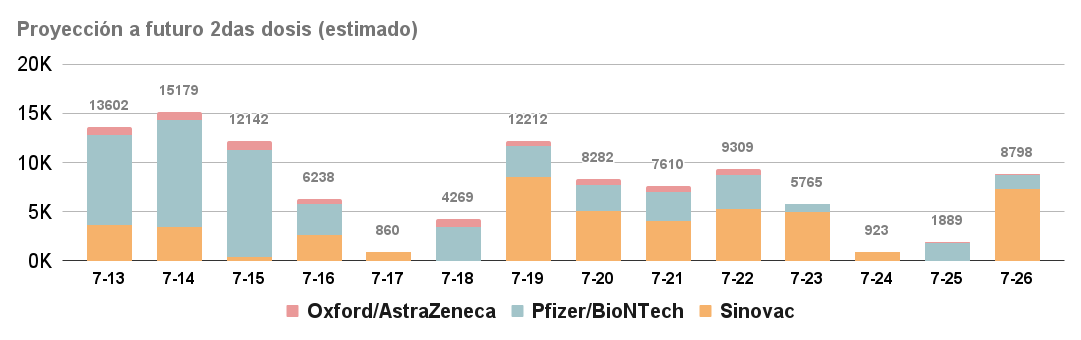 Proyección a futuro 2das dosis (estimado)
20K
15K
10K
5K
0K
13602
15179
12142
6238
860
4269
12212
8282
7610
9309
5765
923
1889
8798
7-13 7-14 7-15 7-16 7-17 7-18 7-19 7-20 7-21 7-22 7-23 7-24 7-25 7-26
Oxford/AstraZeneca Pfizer/BioNTech Sinovac